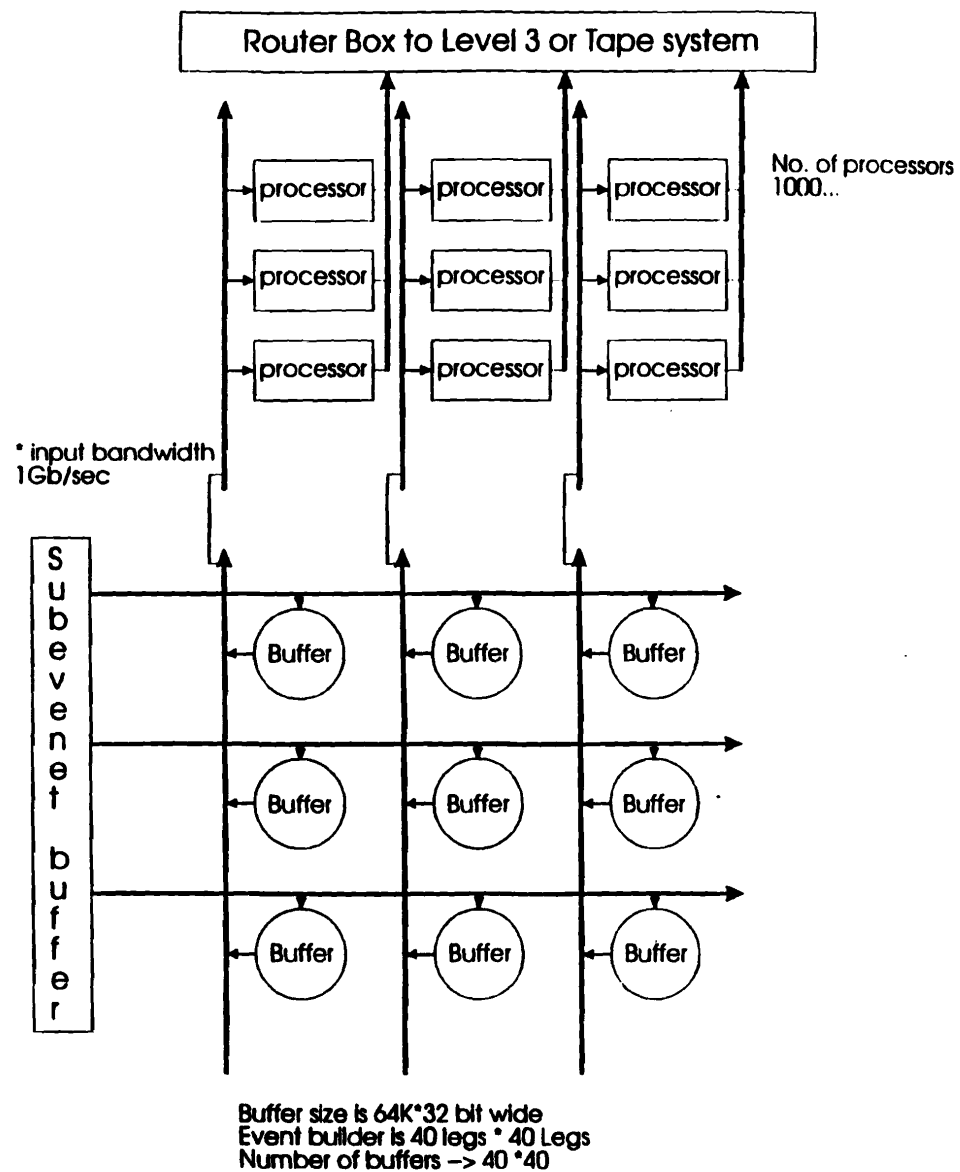 Router Box to Level 3 or Tape system
processor processor processor
No. of processors
1000...
processor processor processor
processor processor processor
* input bandwidth
1Gb/sec
Subevenet buffer
Buffer Buffer Buffer
Buffer Buffer Buffer
Buffer Buffer Buffer
Buffer size is 64K*32 bit wide
Event builder is 40 legs * 40 Legs
Number of buffers -> 40 *40